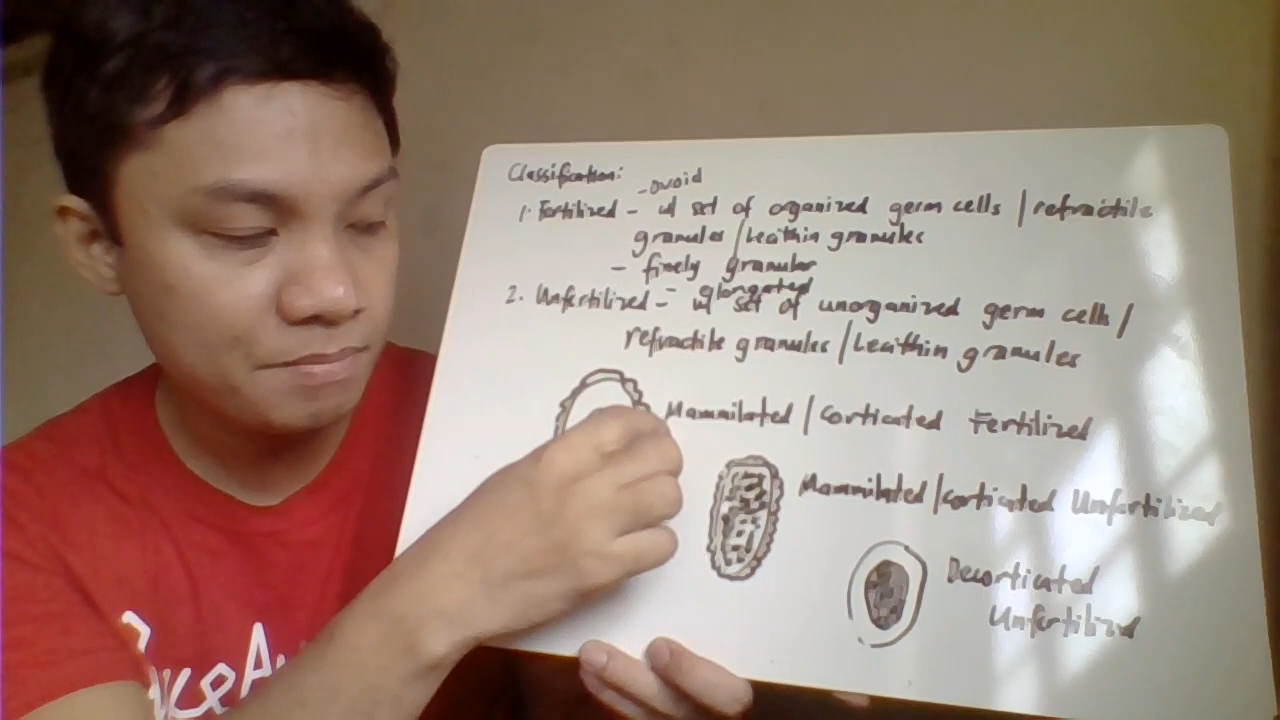 Classification:
- ovoid
1. Fertilized - w/ set of organized germ cells / refractile
granules / Lecithin granules
- finely granular
- elongated
2. Unfertilized - w/ set of unorganized germ cells /
refractile granules / Lecithin granules
Mammilated / Corticated Fertilized
Mammilated / Corticated Unfertilized
Decorticated
Unfertilized